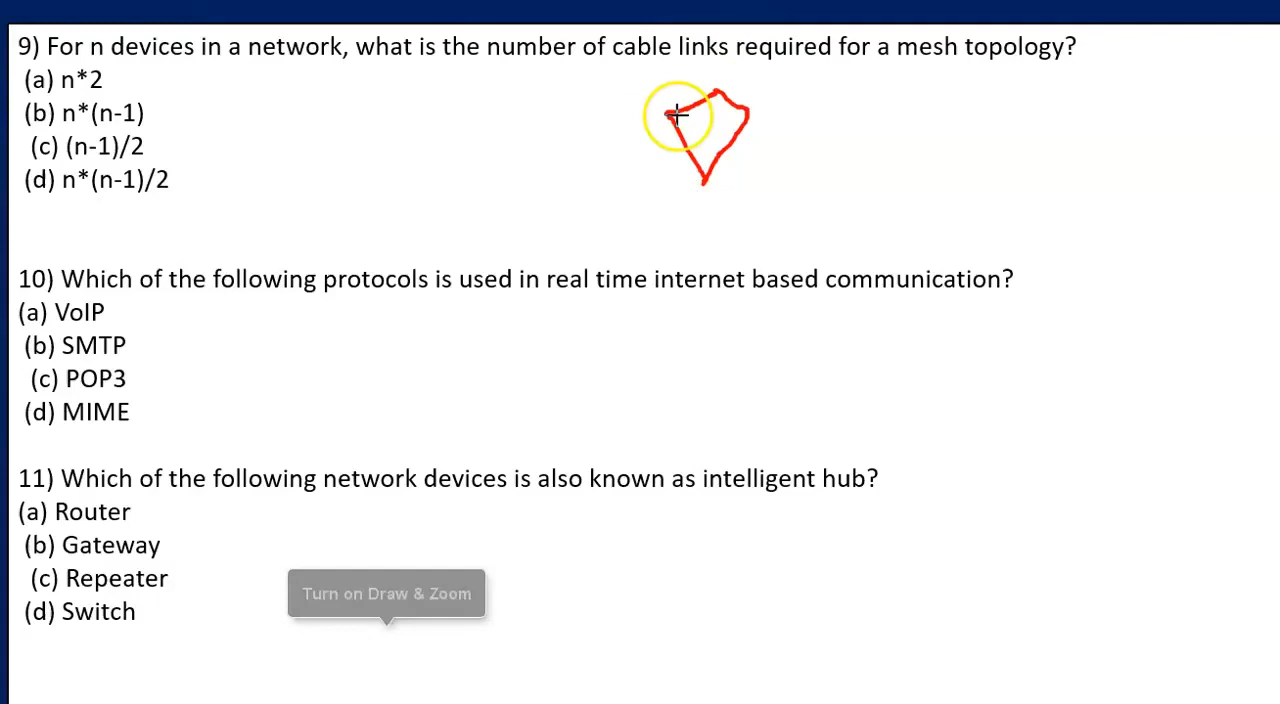 9) For n devices in a network, what is the number of cable links required for a mesh topology?
(a) n*2
(b) n*(n-1)
(c) (n-1)/2
(d) n*(n-1)/2
10) Which of the following protocols is used in real time internet based communication?
(a) VoIP
(b) SMTP
(c) POP3
(d) MIME
11) Which of the following network devices is also known as intelligent hub?
(a) Router
(b) Gateway
(c) Repeater
(d) Switch
Turn on Draw & Zoom